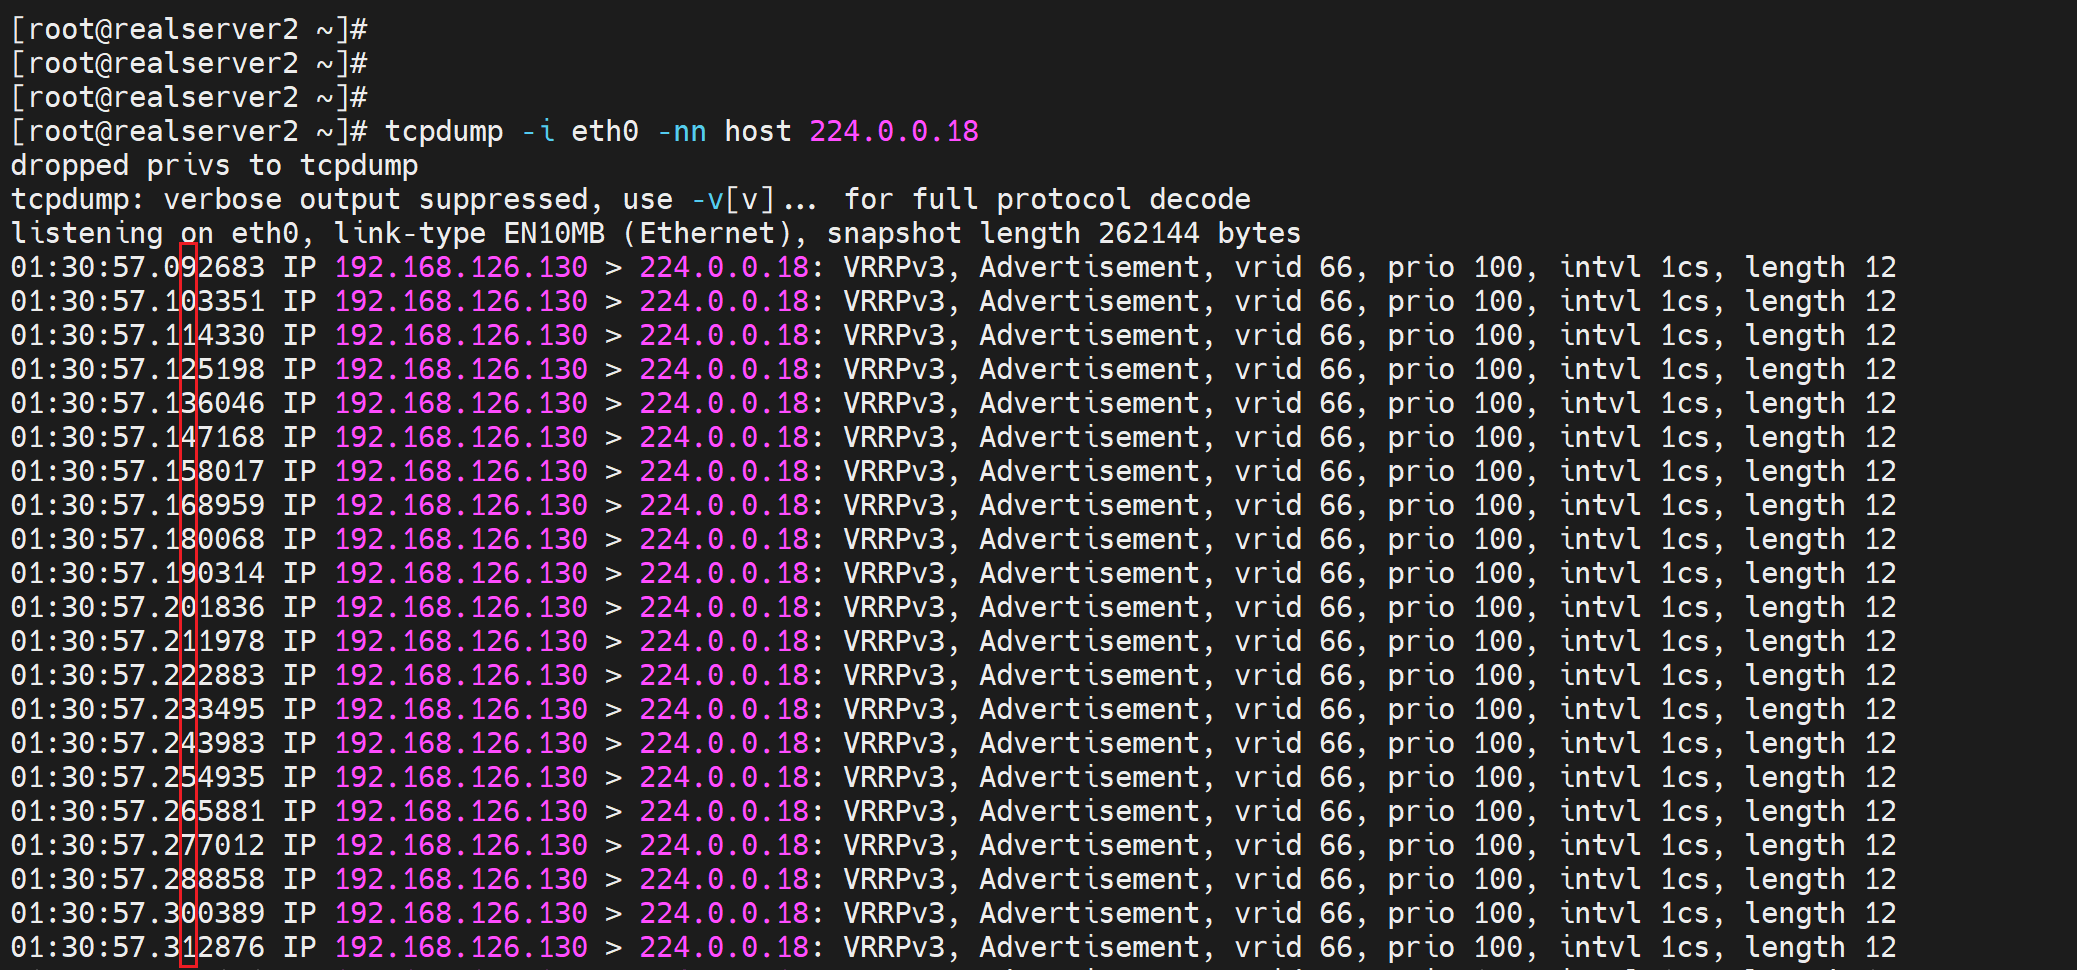 [root@realserver2 ~]#
[root@realserver2 ~]#
[root@realserver2 ~]#
[root@realserver2 ~]# tcpdump -i eth0 -nn host 224.0.0.18
dropped privs to tcpdump
tcpdump: verbose output suppressed, use -v[v]... for full protocol decode
listening on eth0, link-type EN10MB (Ethernet), snapshot length 262144 bytes
01:30:57.092683 IP 192.168.126.130 > 224.0.0.18: VRRPv3, Advertisement, vrid 66, prio 100, intvl 1cs, length 12
01:30:57.103351 IP 192.168.126.130 > 224.0.0.18: VRRPv3, Advertisement, vrid 66, prio 100, intvl 1cs, length 12
01:30:57.114330 IP 192.168.126.130 > 224.0.0.18: VRRPv3, Advertisement, vrid 66, prio 100, intvl 1cs, length 12
01:30:57.125198 IP 192.168.126.130 > 224.0.0.18: VRRPv3, Advertisement, vrid 66, prio 100, intvl 1cs, length 12
01:30:57.136046 IP 192.168.126.130 > 224.0.0.18: VRRPv3, Advertisement, vrid 66, prio 100, intvl 1cs, length 12
01:30:57.147168 IP 192.168.126.130 > 224.0.0.18: VRRPv3, Advertisement, vrid 66, prio 100, intvl 1cs, length 12
01:30:57.158017 IP 192.168.126.130 > 224.0.0.18: VRRPv3, Advertisement, vrid 66, prio 100, intvl 1cs, length 12
01:30:57.168959 IP 192.168.126.130 > 224.0.0.18: VRRPv3, Advertisement, vrid 66, prio 100, intvl 1cs, length 12
01:30:57.180068 IP 192.168.126.130 > 224.0.0.18: VRRPv3, Advertisement, vrid 66, prio 100, intvl 1cs, length 12
01:30:57.190314 IP 192.168.126.130 > 224.0.0.18: VRRPv3, Advertisement, vrid 66, prio 100, intvl 1cs, length 12
01:30:57.201836 IP 192.168.126.130 > 224.0.0.18: VRRPv3, Advertisement, vrid 66, prio 100, intvl 1cs, length 12
01:30:57.211978 IP 192.168.126.130 > 224.0.0.18: VRRPv3, Advertisement, vrid 66, prio 100, intvl 1cs, length 12
01:30:57.222883 IP 192.168.126.130 > 224.0.0.18: VRRPv3, Advertisement, vrid 66, prio 100, intvl 1cs, length 12
01:30:57.233495 IP 192.168.126.130 > 224.0.0.18: VRRPv3, Advertisement, vrid 66, prio 100, intvl 1cs, length 12
01:30:57.243983 IP 192.168.126.130 > 224.0.0.18: VRRPv3, Advertisement, vrid 66, prio 100, intvl 1cs, length 12
01:30:57.254935 IP 192.168.126.130 > 224.0.0.18: VRRPv3, Advertisement, vrid 66, prio 100, intvl 1cs, length 12
01:30:57.265881 IP 192.168.126.130 > 224.0.0.18: VRRPv3, Advertisement, vrid 66, prio 100, intvl 1cs, length 12
01:30:57.277012 IP 192.168.126.130 > 224.0.0.18: VRRPv3, Advertisement, vrid 66, prio 100, intvl 1cs, length 12
01:30:57.288858 IP 192.168.126.130 > 224.0.0.18: VRRPv3, Advertisement, vrid 66, prio 100, intvl 1cs, length 12
01:30:57.300389 IP 192.168.126.130 > 224.0.0.18: VRRPv3, Advertisement, vrid 66, prio 100, intvl 1cs, length 12
01:30:57.312876 IP 192.168.126.130 > 224.0.0.18: VRRPv3, Advertisement, vrid 66, prio 100, intvl 1cs, length 12